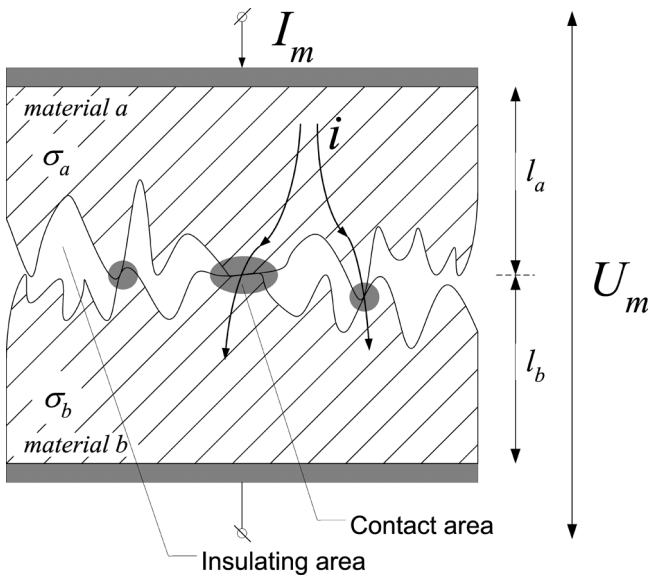 I_m
material a
σ_a
i
l_a
U_m
l_b
σ_b
material b
Contact area
Insulating area